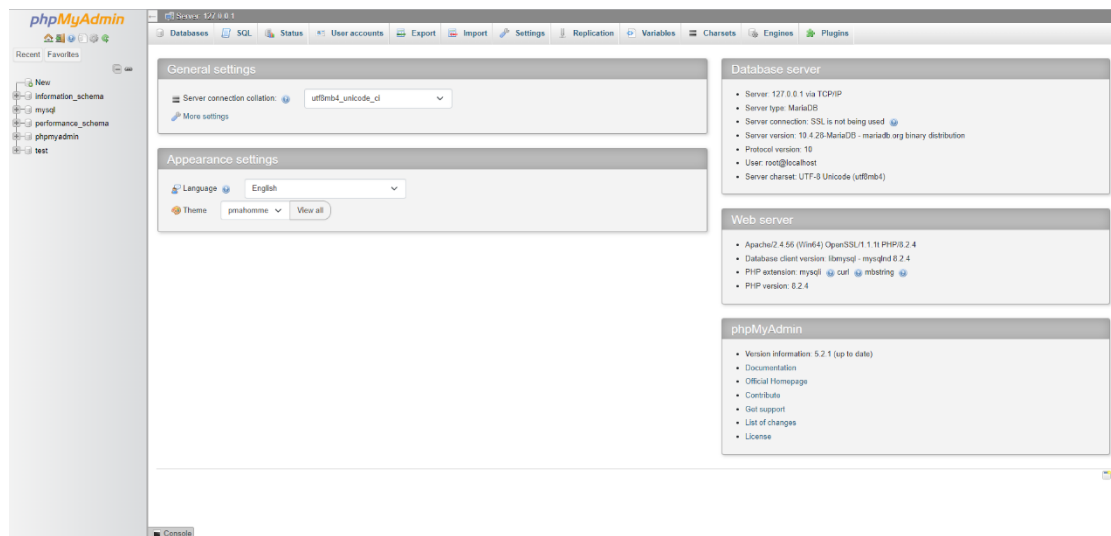 phpMyAdmin
Recent Favorites
New
information_schema
mysql
performance_schema
phpmyadmin
test
Server: 127.0.0.1
Databases SQL Status User accounts Export Import Settings Replication Variables Charsets Engines Plugins
General settings
Server connection collation: utf8mb4_unicode_ci
More settings
Appearance settings
Language English
Theme pmahomme View all
Database server
Server: 127.0.0.1 via TCP/IP
Server type: MariaDB
Server connection: SSL is not being used
Server version: 10.4.28-MariaDB - mariadb.org binary distribution
Protocol version: 10
User: root@localhost
Server charset: UTF-8 Unicode (utf8mb4)
Web server
Apache/2.4.56 (Win64) OpenSSL/1.1.1t PHP/8.2.4
Database client version: libmysql - mysqlnd 8.2.4
PHP extension: mysqli curl mbstring
PHP version: 8.2.4
phpMyAdmin
Version information: 5.2.1 (up to date)
Documentation
Official Homepage
Contribute
Get support
List of changes
License
Console